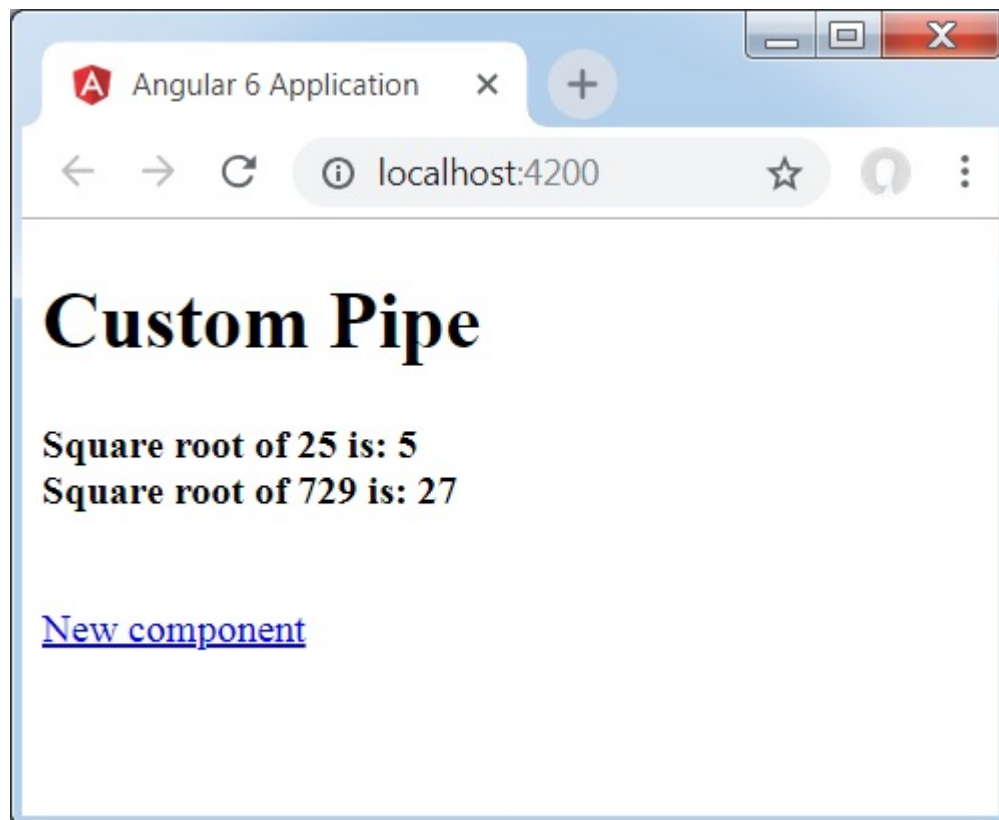 Angular 6 Application
localhost:4200
Custom Pipe
Square root of 25 is: 5
Square root of 729 is: 27
New component